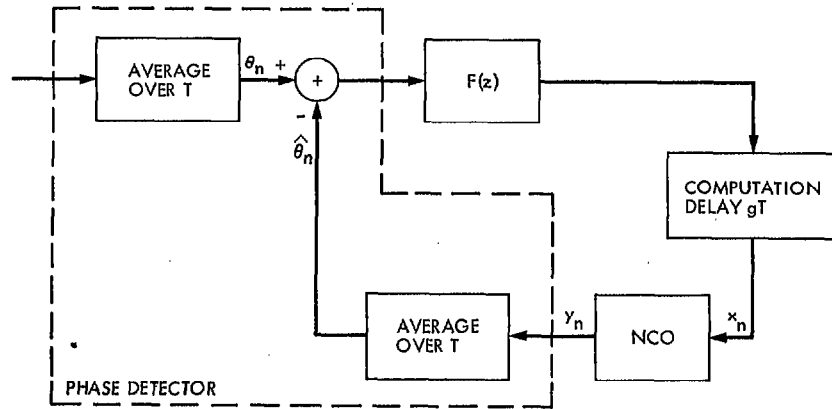 AVERAGE
OVER T
θn +
+
-
θ̂n
F(z)
COMPUTATION
DELAY gT
xn
NCO
yn
AVERAGE
OVER T
PHASE DETECTOR